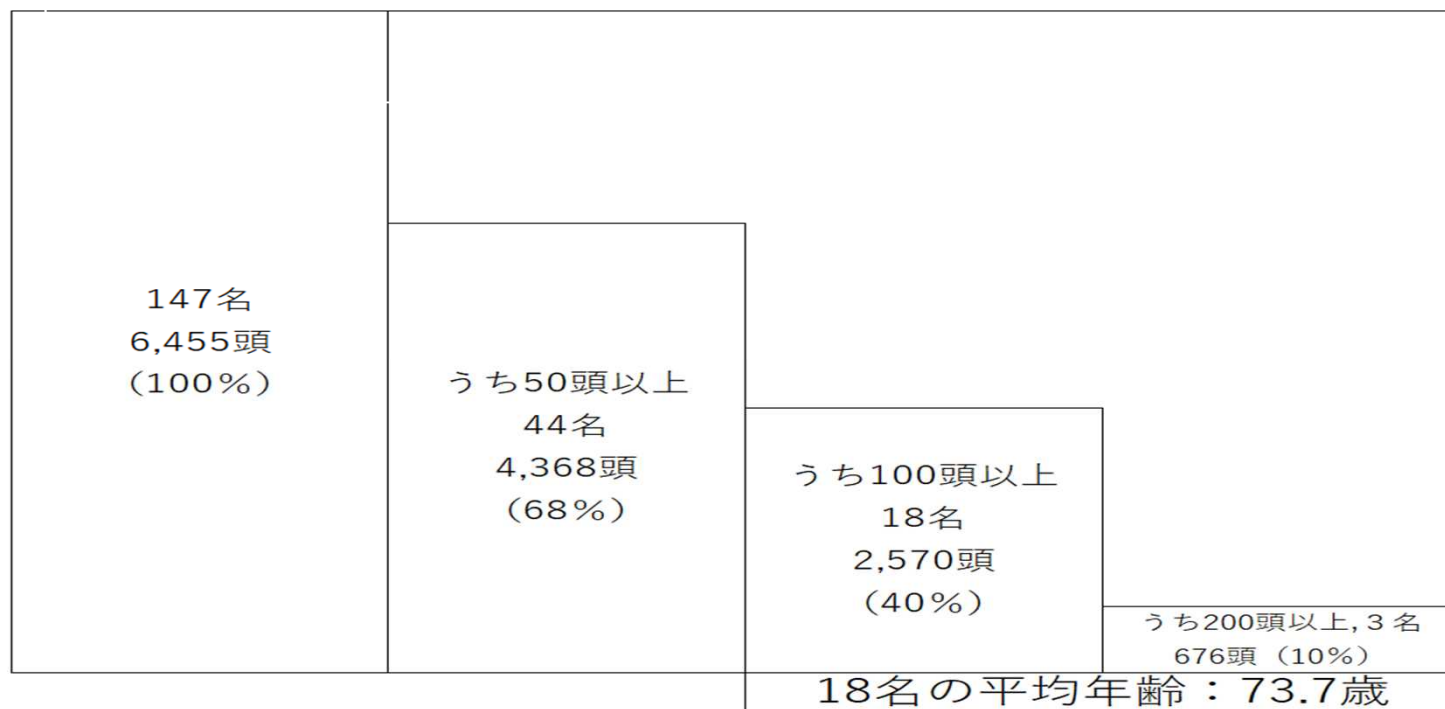 147名
6,455頭
(100%)
うち50頭以上
44名
4,368頭
(68%)
うち100頭以上
18名
2,570頭
(40%)
うち200頭以上,3名
676頭(10%)
18名の平均年齢:73.7歳